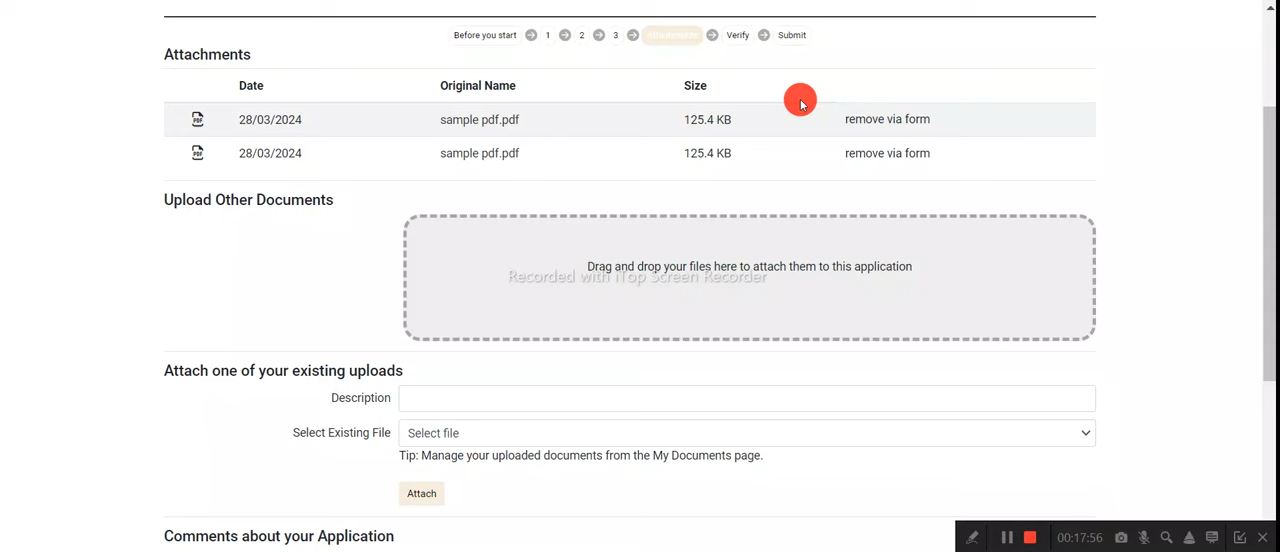 Before you start 1 2 3 Attachments Verify Submit
Attachments
Date Original Name Size
PDF 28/03/2024 sample pdf.pdf 125.4 KB remove via form
PDF 28/03/2024 sample pdf.pdf 125.4 KB remove via form
Upload Other Documents
Drag and drop your files here to attach them to this application
Recorded with iTop Screen Recorder
Attach one of your existing uploads
Description
Select Existing File Select file
Tip: Manage your uploaded documents from the My Documents page.
Attach
Comments about your Application
00:17:56